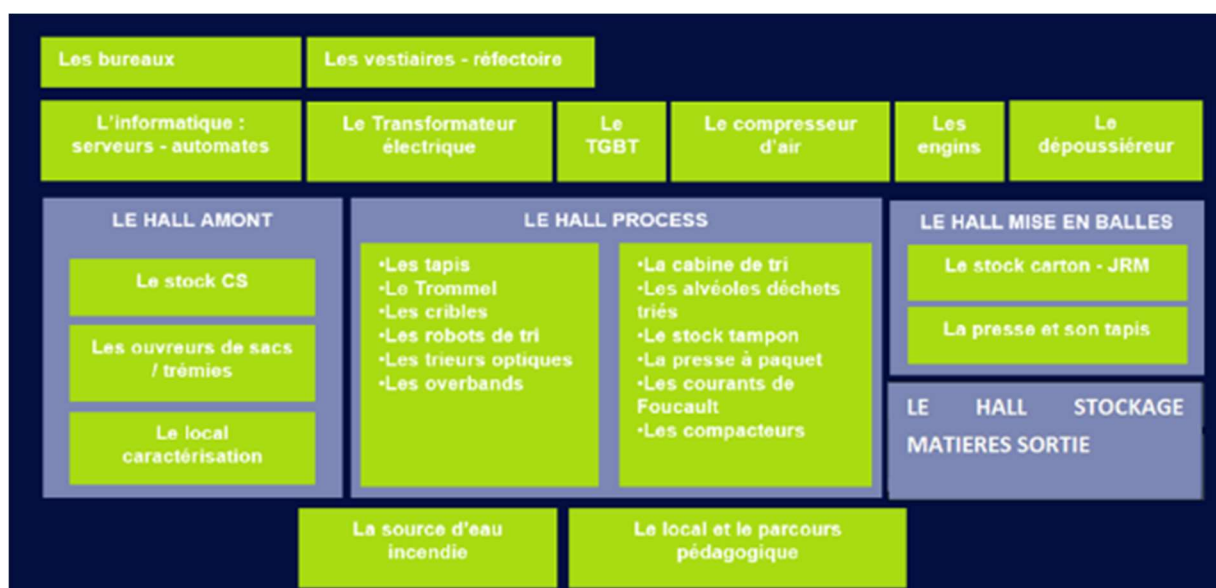 Les bureaux
Les vestiaires - réfectoire
L'informatique :
serveurs - automates
Le Transformateur
électrique
Le
TGBT
Le compresseur
d'air
Les
engins
Le
dépoussiéreur
LE HALL AMONT
Le stock CS
Les ouvreurs de sacs
/ trémies
Le local
caractérisation
LE HALL PROCESS
•Les tapis
•Le Trommel
•Les cribles
•Les robots de tri
•Les trieurs optiques
•Les overbands
•La cabine de tri
•Les alvéoles déchets
triés
•Le stock tampon
•La presse à paquet
•Les courants de
Foucault
•Les compacteurs
LE HALL MISE EN BALLES
Le stock carton - JRM
La presse et son tapis
LE HALL STOCKAGE
MATIERES SORTIE
La source d'eau
incendie
Le local et le parcours
pédagogique